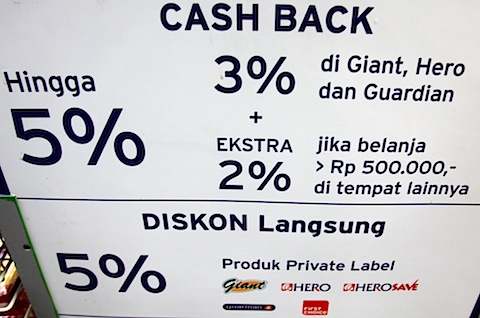 CASH BACK
Hingga
5%
3% di Giant, Hero
dan Guardian
+
EKSTRA jika belanja
2% > Rp 500.000,-
di tempat lainnya
DISKON Langsung
5%
Produk Private Label
Giant HERO HEROSAVE
FIRST
CHOICE